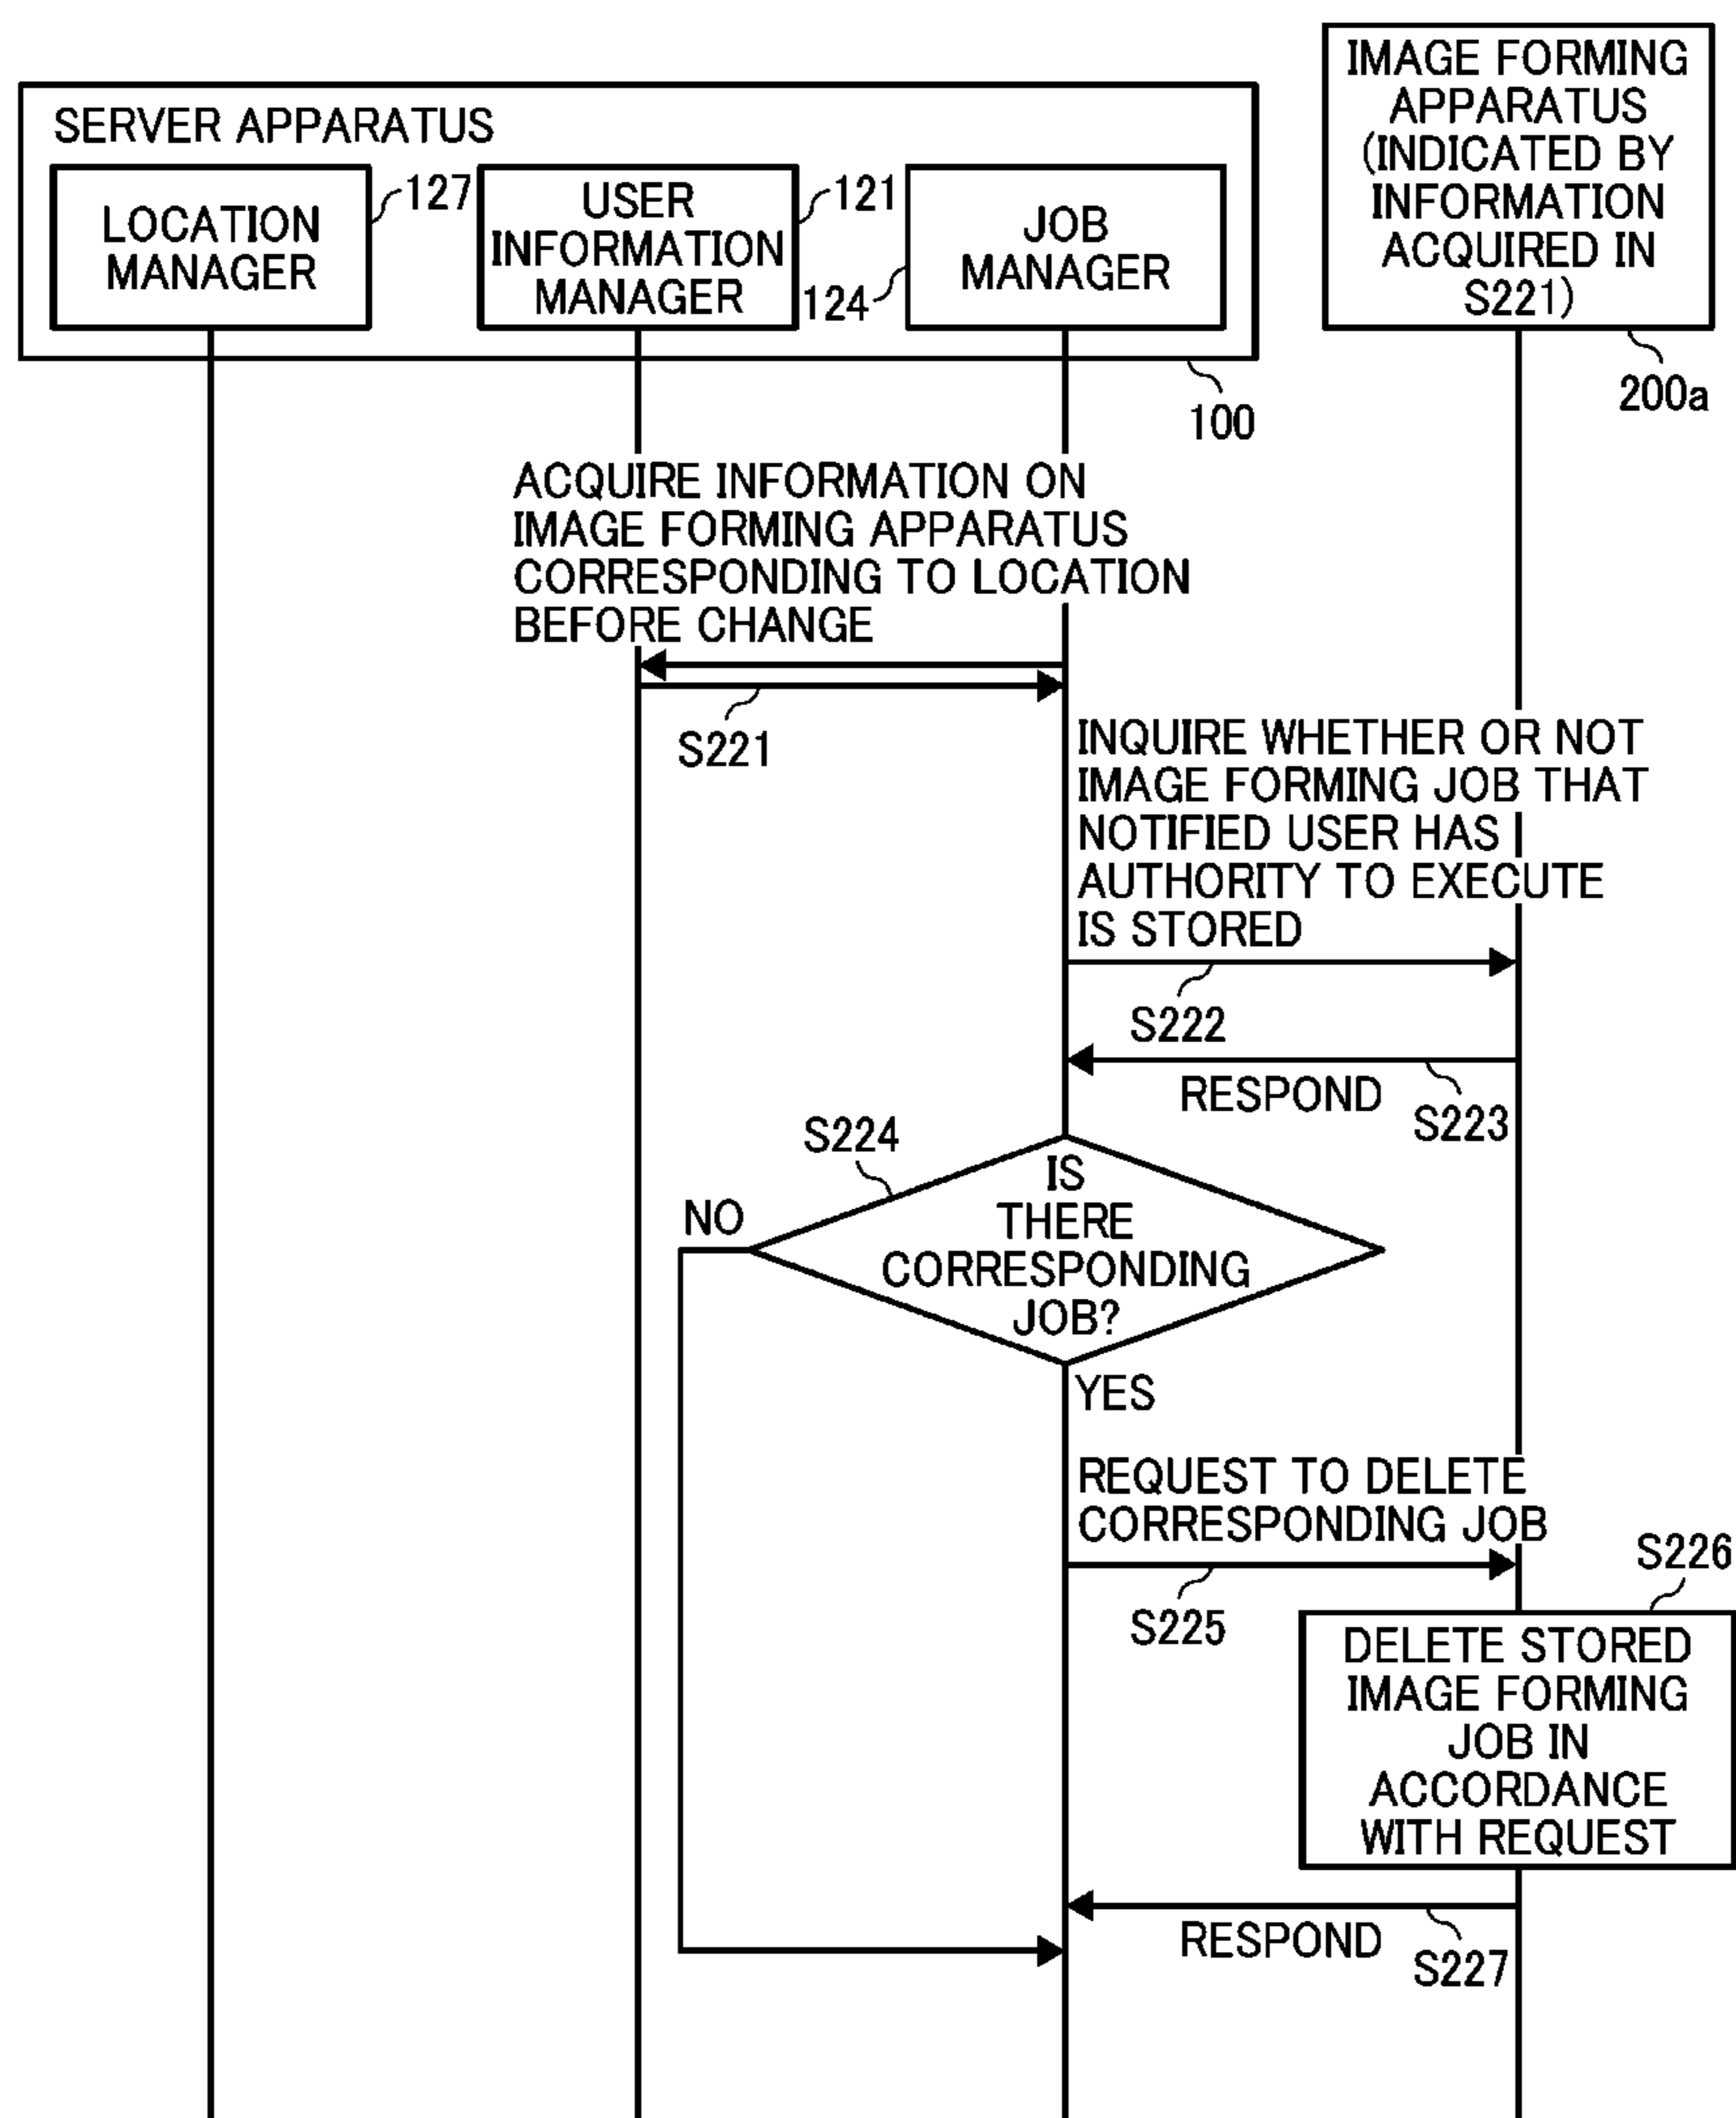 SERVER APPARATUS
LOCATION
MANAGER
127
USER
INFORMATION
MANAGER
121
JOB
MANAGER
124
100
IMAGE FORMING
APPARATUS
(INDICATED BY
INFORMATION
ACQUIRED IN
S221)
200a
ACQUIRE INFORMATION ON
IMAGE FORMING APPARATUS
CORRESPONDING TO LOCATION
BEFORE CHANGE
S221
INQUIRE WHETHER OR NOT
IMAGE FORMING JOB THAT
NOTIFIED USER HAS
AUTHORITY TO EXECUTE
IS STORED
S222
RESPOND
S223
S224
IS
THERE
CORRESPONDING
JOB?
NO
YES
REQUEST TO DELETE
CORRESPONDING JOB
S225
S226
DELETE STORED
IMAGE FORMING
JOB IN
ACCORDANCE
WITH REQUEST
RESPOND
S227